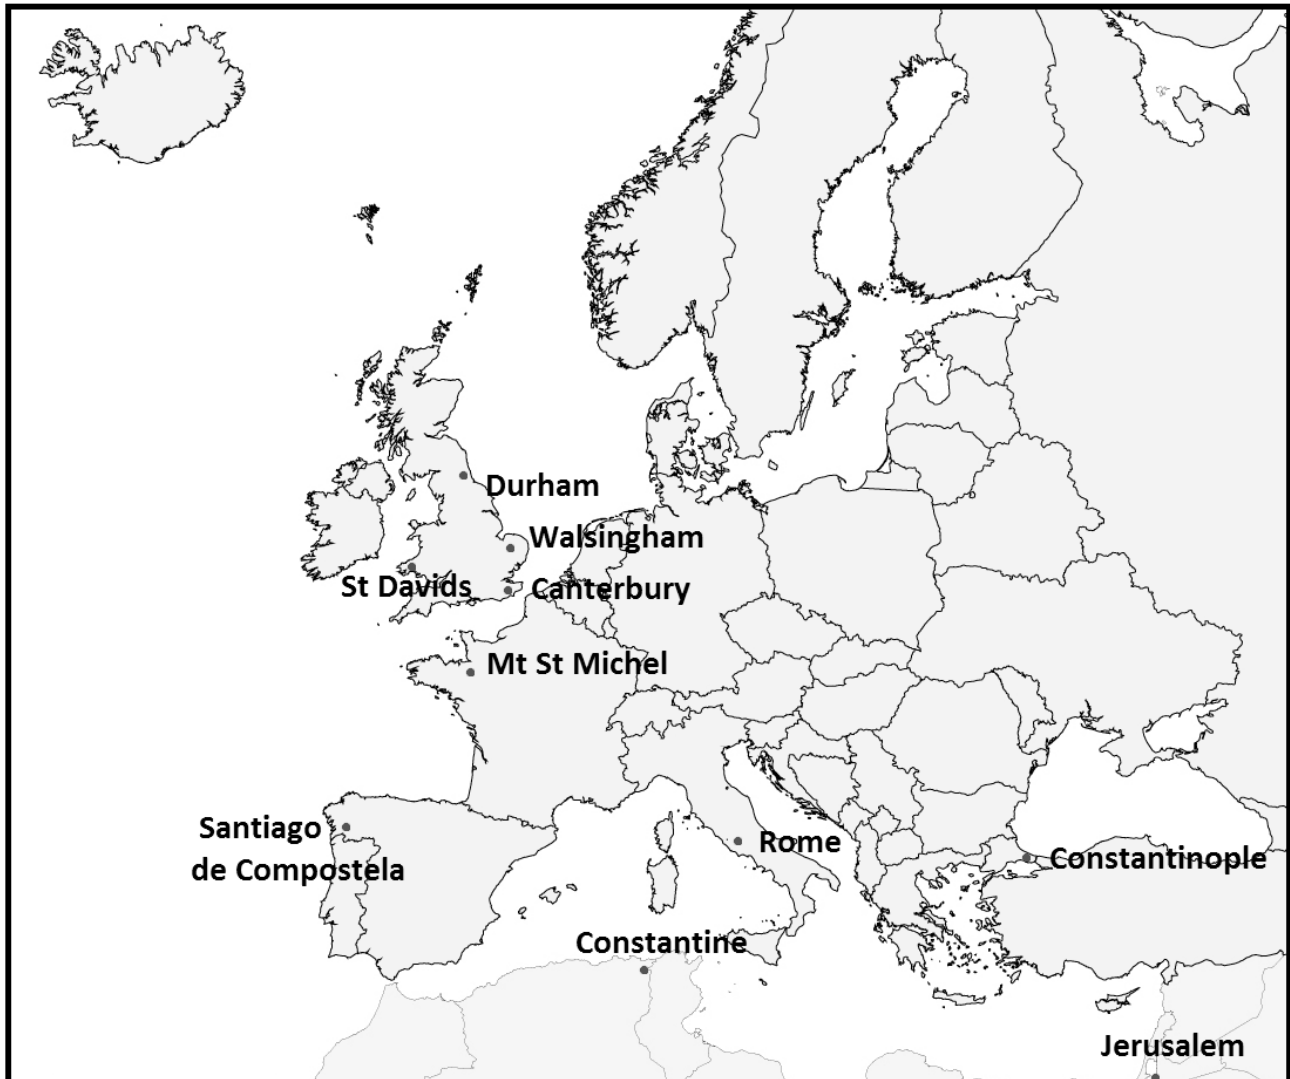 Durham
Walsingham
St Davids
Canterbury
Mt St Michel
Santiago
de Compostela
Rome
Constantinople
Constantine
Jerusalem